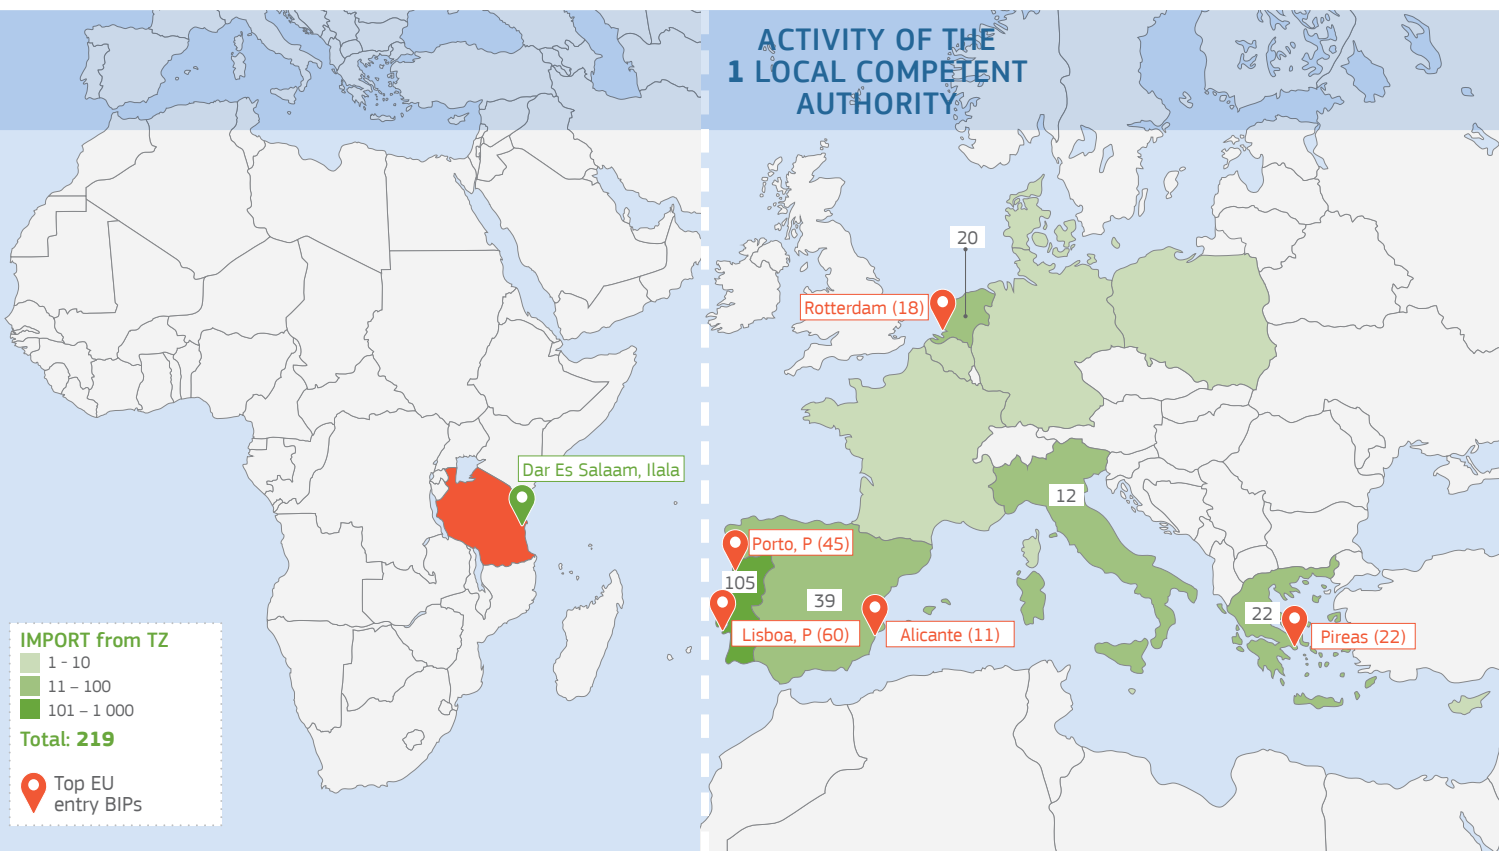 ACTIVITY OF THE
1 LOCAL COMPETENT
AUTHORITY
20
Rotterdam (18)
Dar Es Salaam, Ilala
12
Porto, P (45)
105
39
22
Lisboa, P (60)
Alicante (11)
Pireas (22)
IMPORT from TZ
1 - 10
11 – 100
101 – 1 000
Total: 219
Top EU
entry BIPs